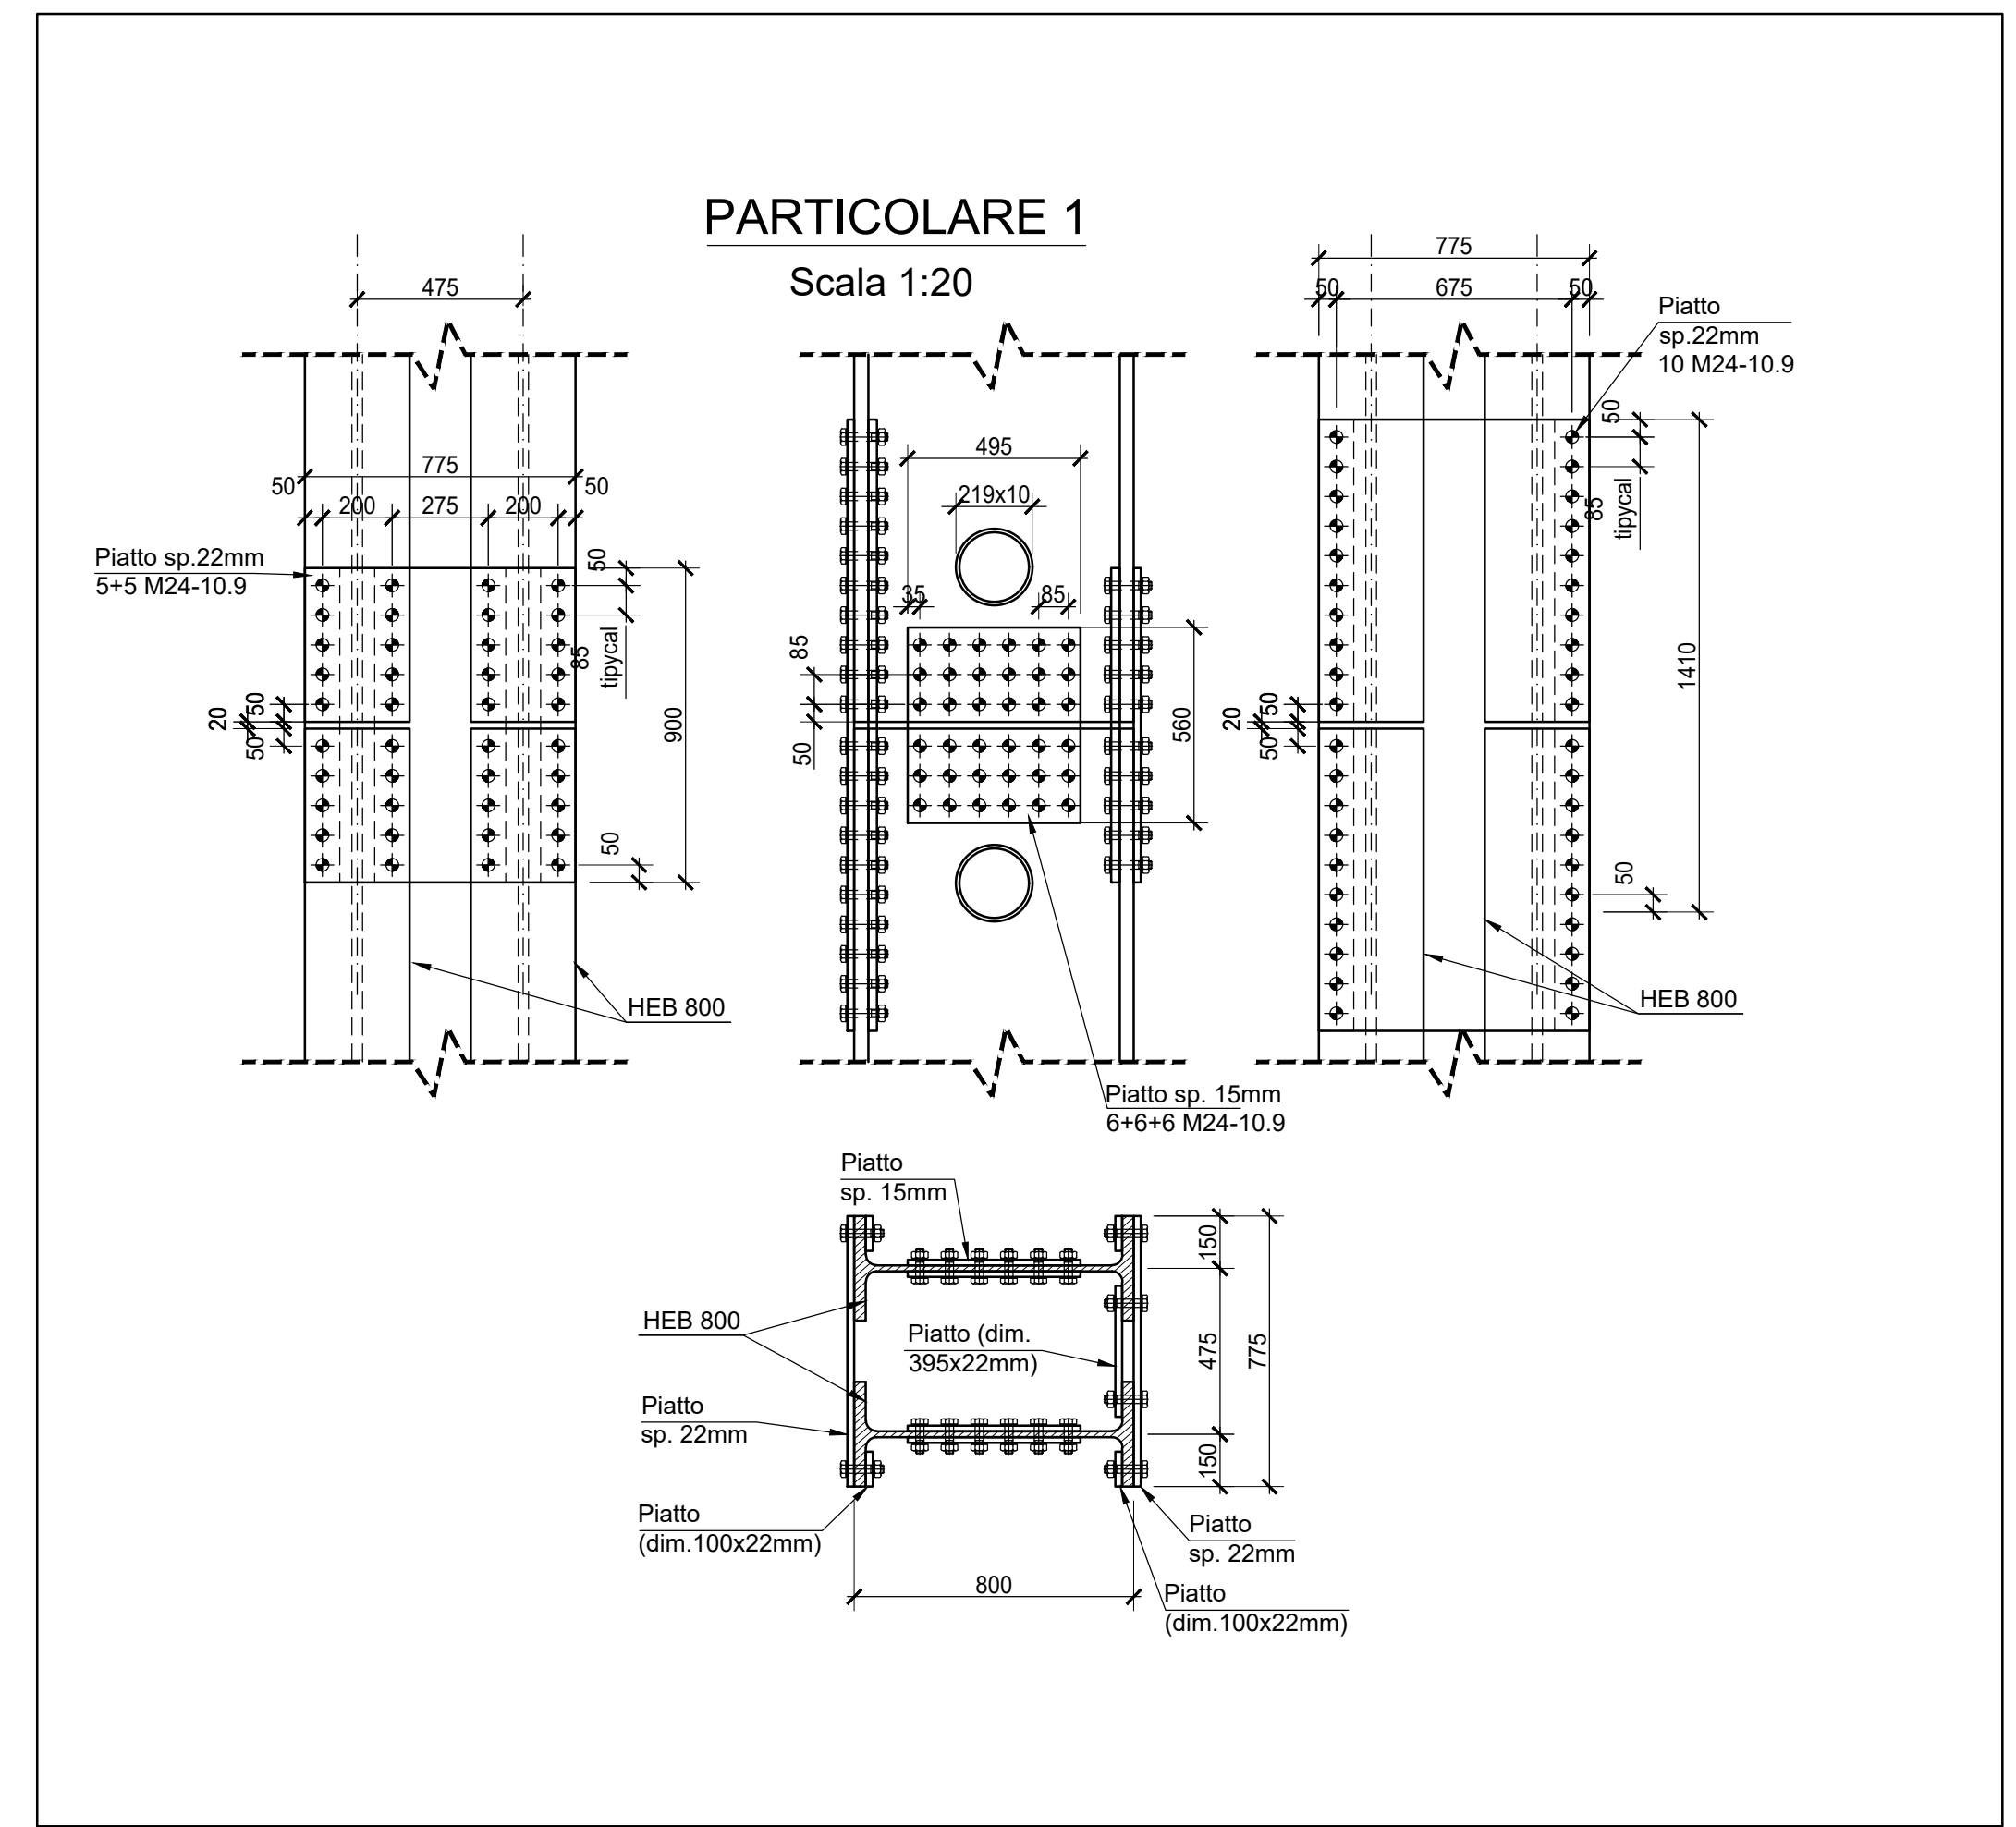 PARTICOLARE 1
Scala 1:20
475
775
50
50
200
275
200
Piatto sp.22mm
5+5 M24-10.9
50
85
tipycal
900
20
50
50
50
HEB 800
495
219x10
35
85
85
50
560
Piatto sp. 15mm
6+6+6 M24-10.9
775
50
675
50
Piatto
sp.22mm
10 M24-10.9
50
85
tipycal
1410
20
50
50
50
HEB 800
Piatto
sp. 15mm
HEB 800
Piatto (dim.
395x22mm)
Piatto
sp. 22mm
Piatto
(dim.100x22mm)
150
475
775
150
Piatto
sp. 22mm
800
Piatto
(dim.100x22mm)